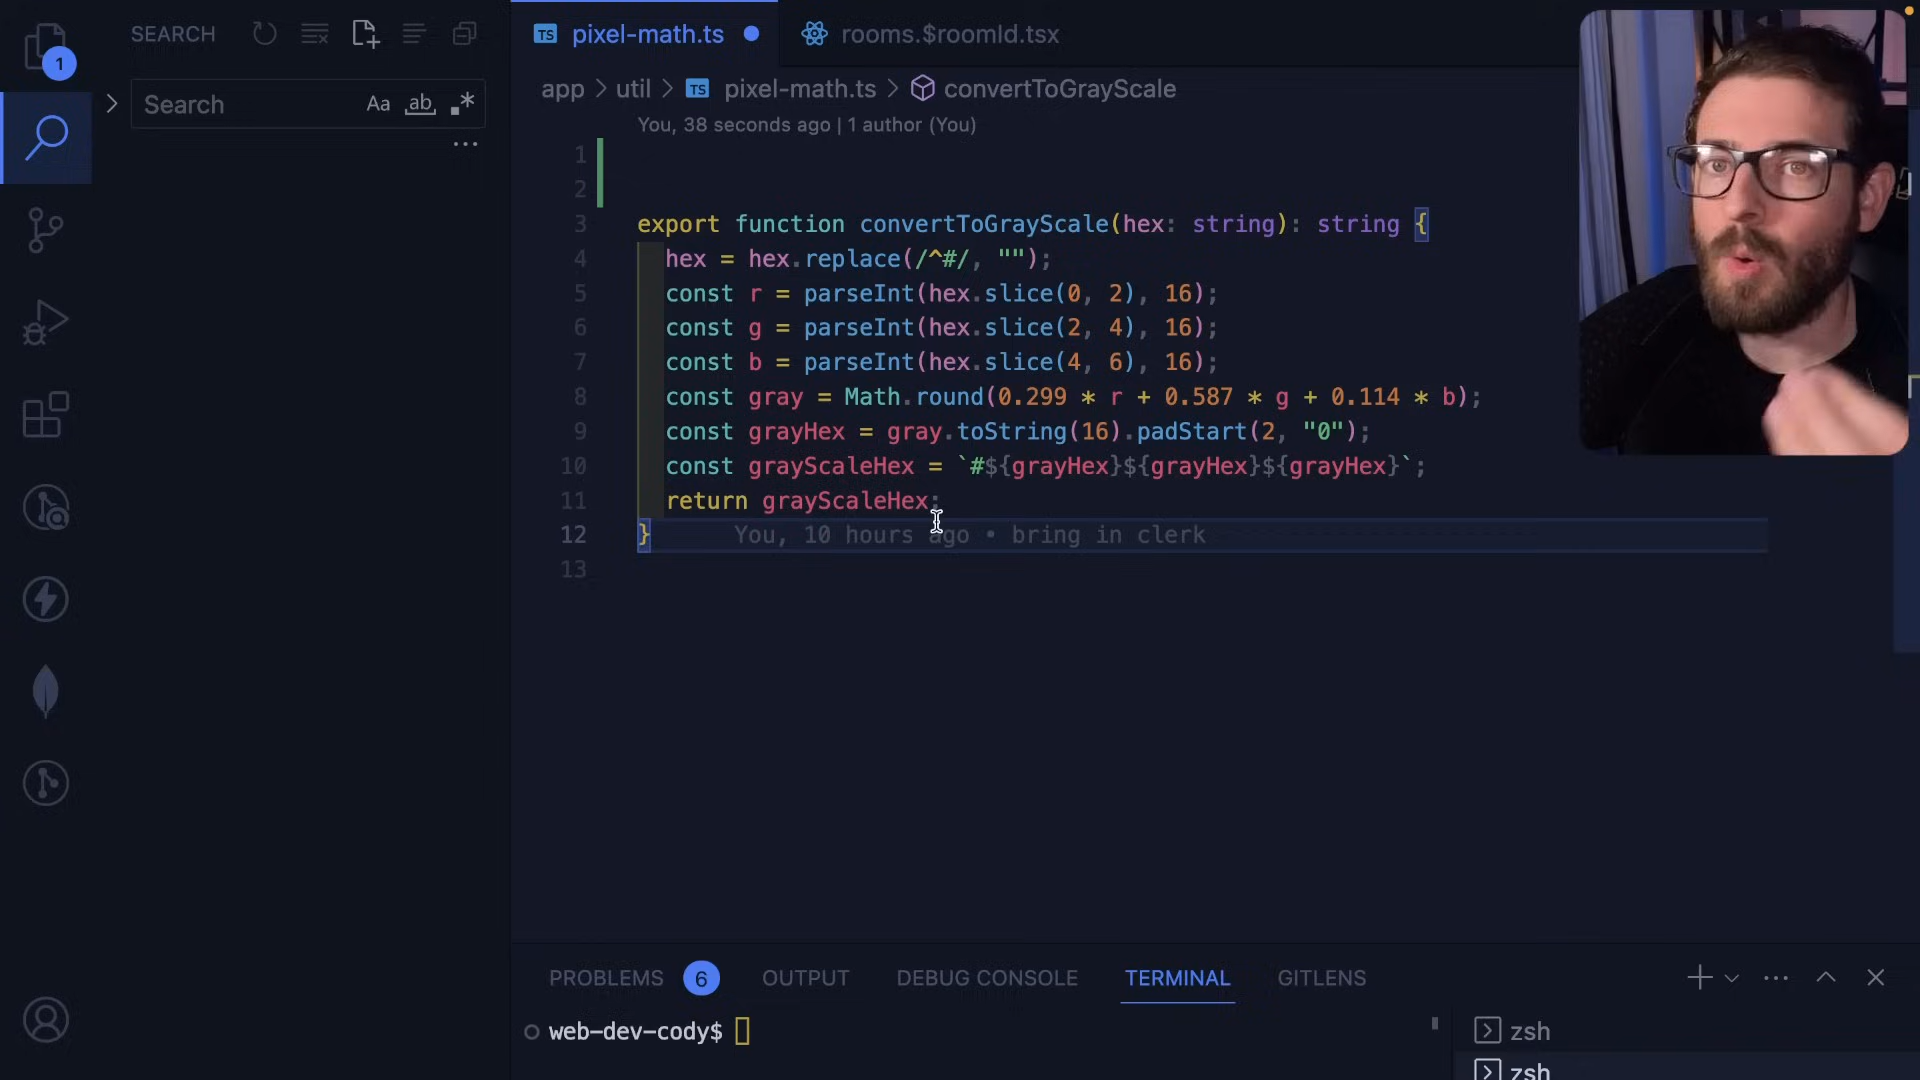 1
SEARCH
Search
Aa
ab
TS pixel-math.ts
rooms.$roomId.tsx
app > util > TS pixel-math.ts > convertToGrayScale
You, 38 seconds ago | 1 author (You)
1
2
3 export function convertToGrayScale(hex: string): string {
4 hex = hex.replace(/^#/, "");
5 const r = parseInt(hex.slice(0, 2), 16);
6 const g = parseInt(hex.slice(2, 4), 16);
7 const b = parseInt(hex.slice(4, 6), 16);
8 const gray = Math.round(0.299 * r + 0.587 * g + 0.114 * b);
9 const grayHex = gray.toString(16).padStart(2, "0");
10 const grayScaleHex = `#${grayHex}${grayHex}${grayHex}`;
11 return grayScaleHex;
12 } You, 10 hours ago • bring in clerk
13
PROBLEMS 6 OUTPUT DEBUG CONSOLE TERMINAL GITLENS
web-dev-cody$
zsh
zsh